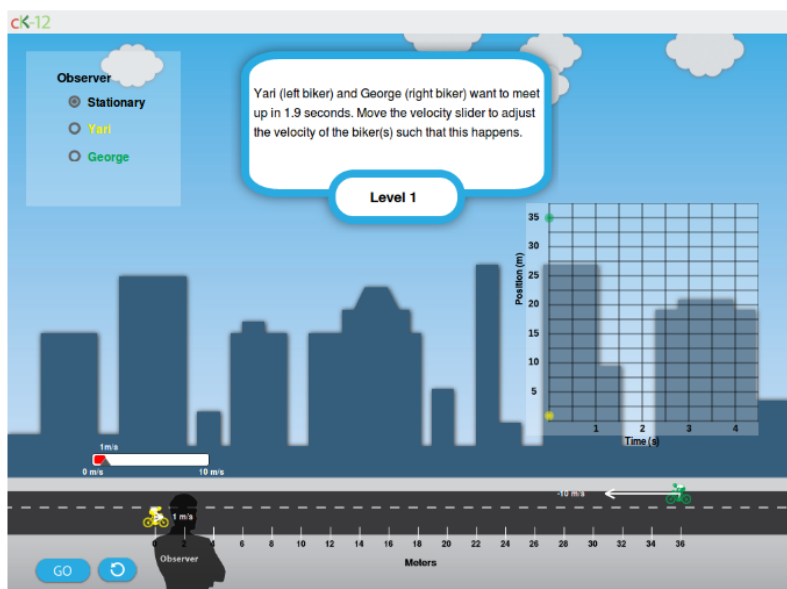 cK-12
Observer
Stationary
Yari
George
Yari (left biker) and George (right biker) want to meet
up in 1.9 seconds. Move the velocity slider to adjust
the velocity of the biker(s) such that this happens.
Level 1
35
30
25
20
15
10
5
Position (m)
1 2 3 4
Time (s)
1m/s
0 m/s 10 m/s
-10 m/s
1 m/s
0 2 4 6 8 10 12 14 16 18 20 22 24 26 28 30 32 34 36
Meters
Observer
GO